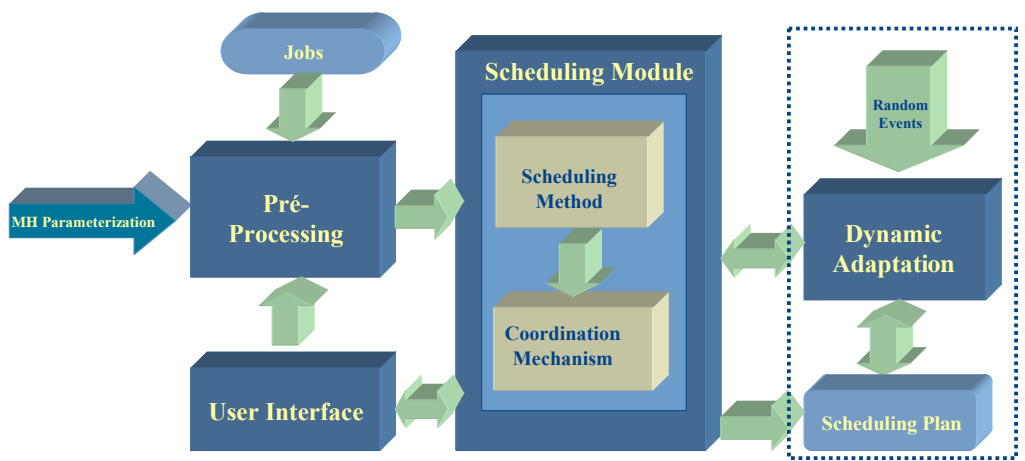 Jobs
MH Parameterization
Pré-
Processing
User Interface
Scheduling Module
Scheduling
Method
Coordination
Mechanism
Random
Events
Dynamic
Adaptation
Scheduling Plan